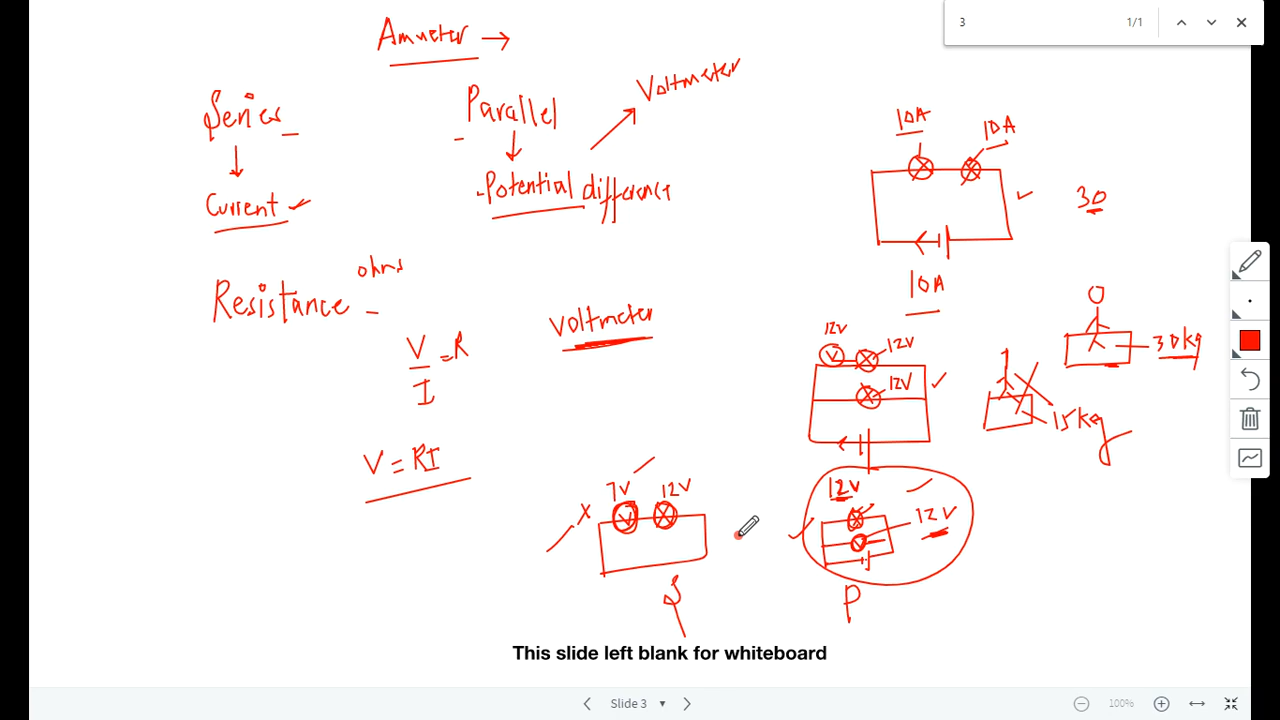 3
1/1
Ammeter →
Series
Parallel
Voltmeter
Current
Potential difference
Resistance
ohms
V/I = R
V = RI
Voltmeter
10A
10A
30
10A
12V
V
12V
12V
30kg
15kg
7V
12V
V
X
S
12V
12V
V
P
This slide left blank for whiteboard
Slide 3
100%